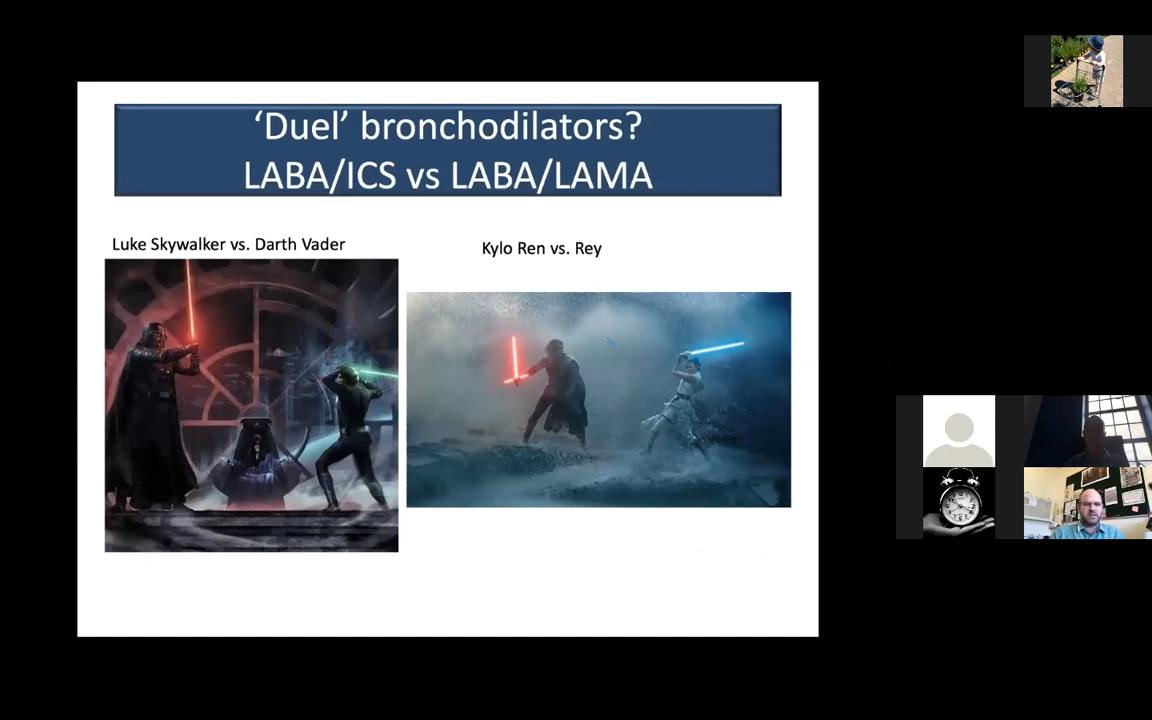 ‘Duel’ bronchodilators?
LABA/ICS vs LABA/LAMA
Luke Skywalker vs. Darth Vader
Kylo Ren vs. Rey